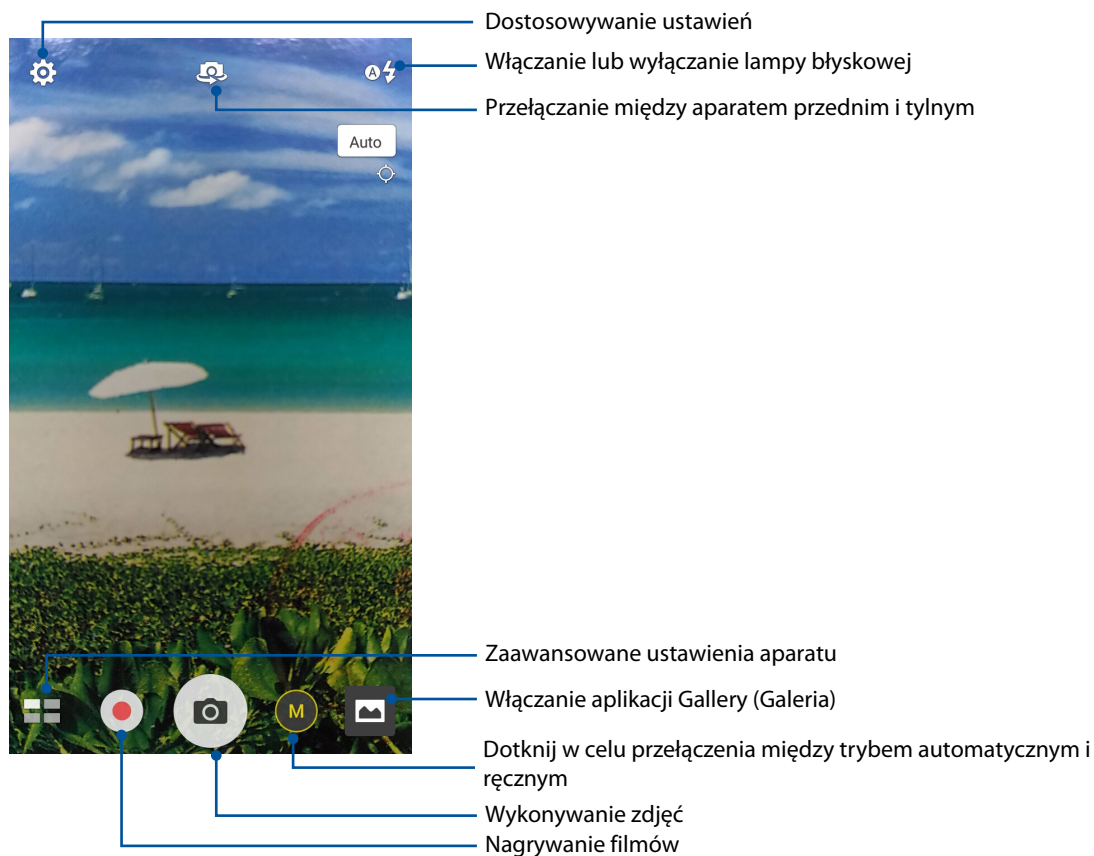 Dostosowywanie ustawień
Włączanie lub wyłączanie lampy błyskowej
Przełączanie między aparatem przednim i tylnym
A
Auto
Zaawansowane ustawienia aparatu
Włączanie aplikacji Gallery (Galeria)
M
Dotknij w celu przełączenia między trybem automatycznym i
ręcznym
Wykonywanie zdjęć
Nagrywanie filmów